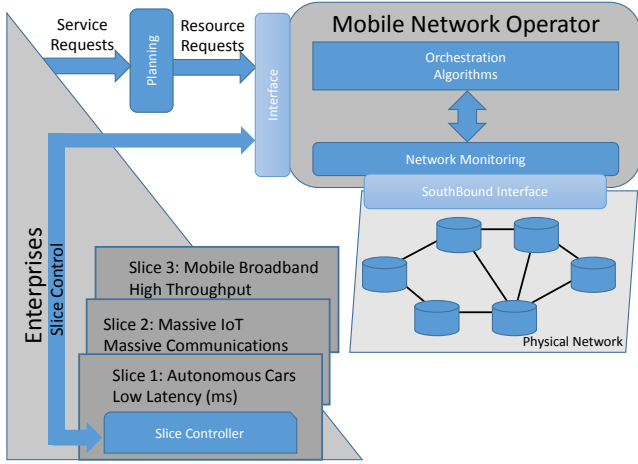 Service
Requests
Resource
Requests
Planning
Interface
Mobile Network Operator
Orchestration
Algorithms
Network Monitoring
SouthBound Interface
Physical Network
Enterprises
Slice Control
Slice 3: Mobile Broadband
High Throughput
Slice 2: Massive IoT
Massive Communications
Slice 1: Autonomous Cars
Low Latency (ms)
Slice Controller